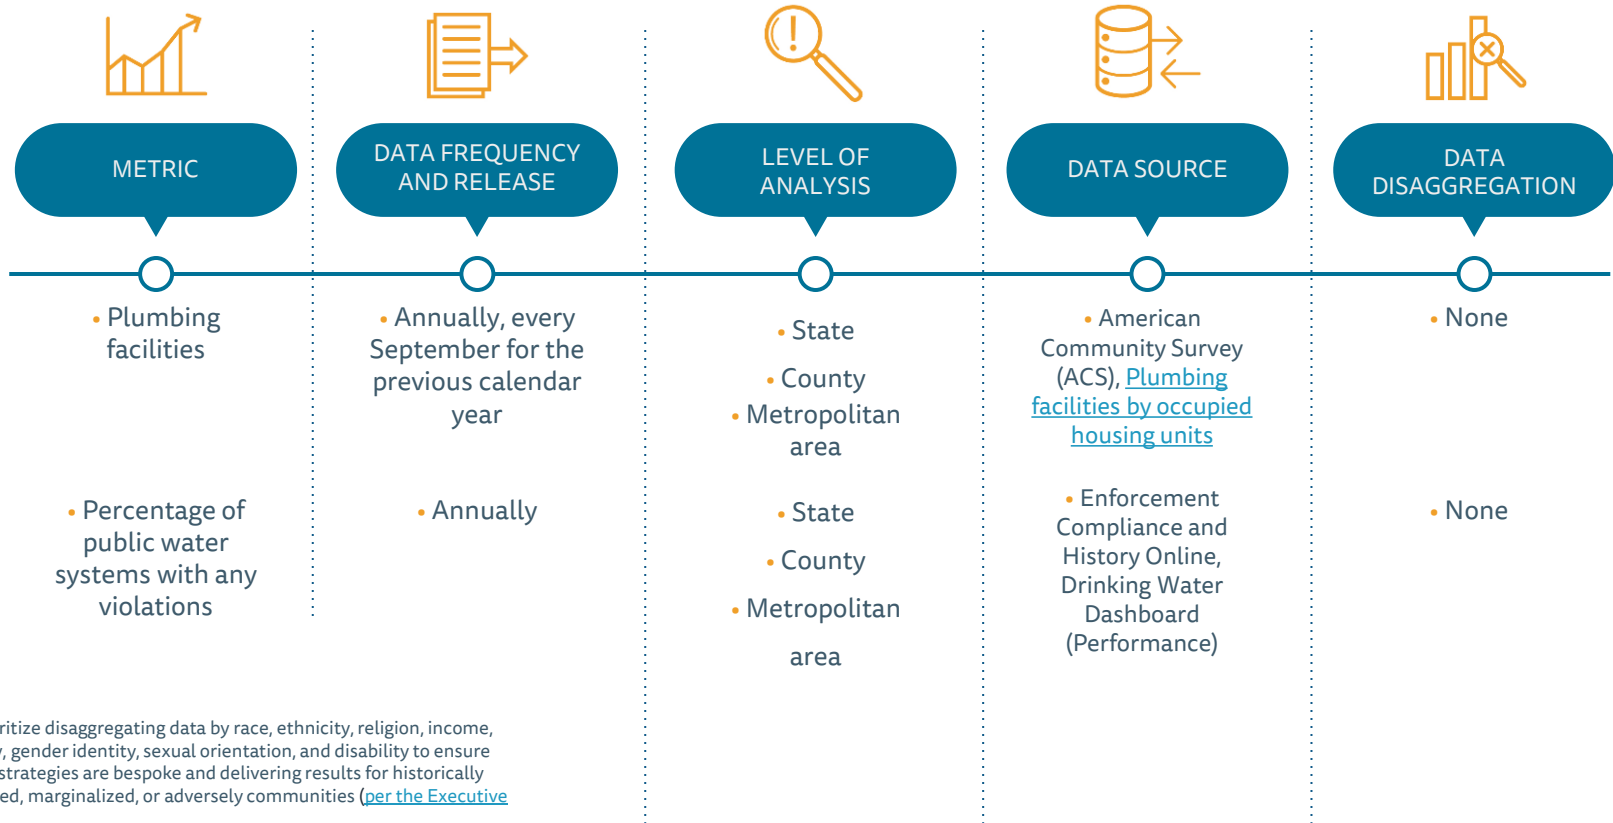 METRIC
DATA FREQUENCY
AND RELEASE
LEVEL OF
ANALYSIS
DATA SOURCE
DATA
DISAGGREGATION
• Plumbing
facilities
• Annually, every
September for the
previous calendar
year
• State
• County
• Metropolitan
area
• American
Community Survey
(ACS), Plumbing
facilities by occupied
housing units
• None
• Percentage of
public water
systems with any
violations
• Annually
• State
• County
• Metropolitan
area
• Enforcement
Compliance and
History Online,
Drinking Water
Dashboard
(Performance)
• None
ritize disaggregating data by race, ethnicity, religion, income,
, gender identity, sexual orientation, and disability to ensure
strategies are bespoke and delivering results for historically
ed, marginalized, or adversely communities (per the Executive